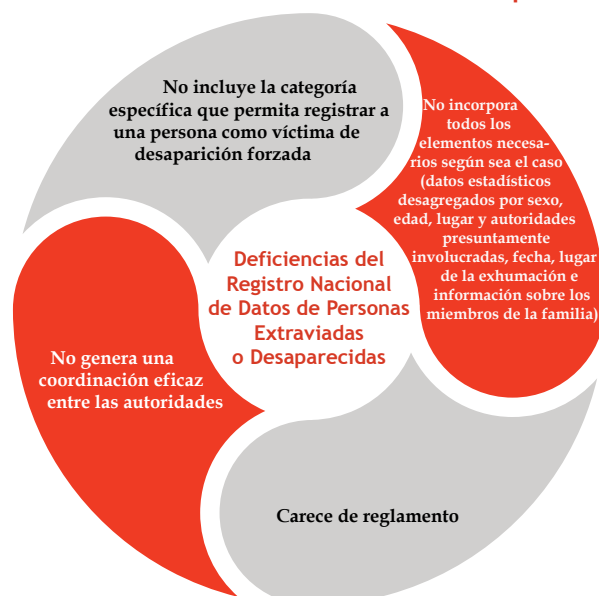 No incluye la categoría
específica que permita registrar a
una persona como víctima de
desaparición forzada
No incorpora
todos los
elementos necesa-
rios según sea el caso
(datos estadísticos
desagregados por sexo,
edad, lugar y autoridades
presuntamente
involucradas, fecha, lugar
de la exhumación e
información sobre los
miembros de la familia)
Deficiencias del
Registro Nacional
de Datos de Personas
Extraviadas
o Desaparecidas
No genera una
coordinación eficaz
entre las autoridades
Carece de reglamento